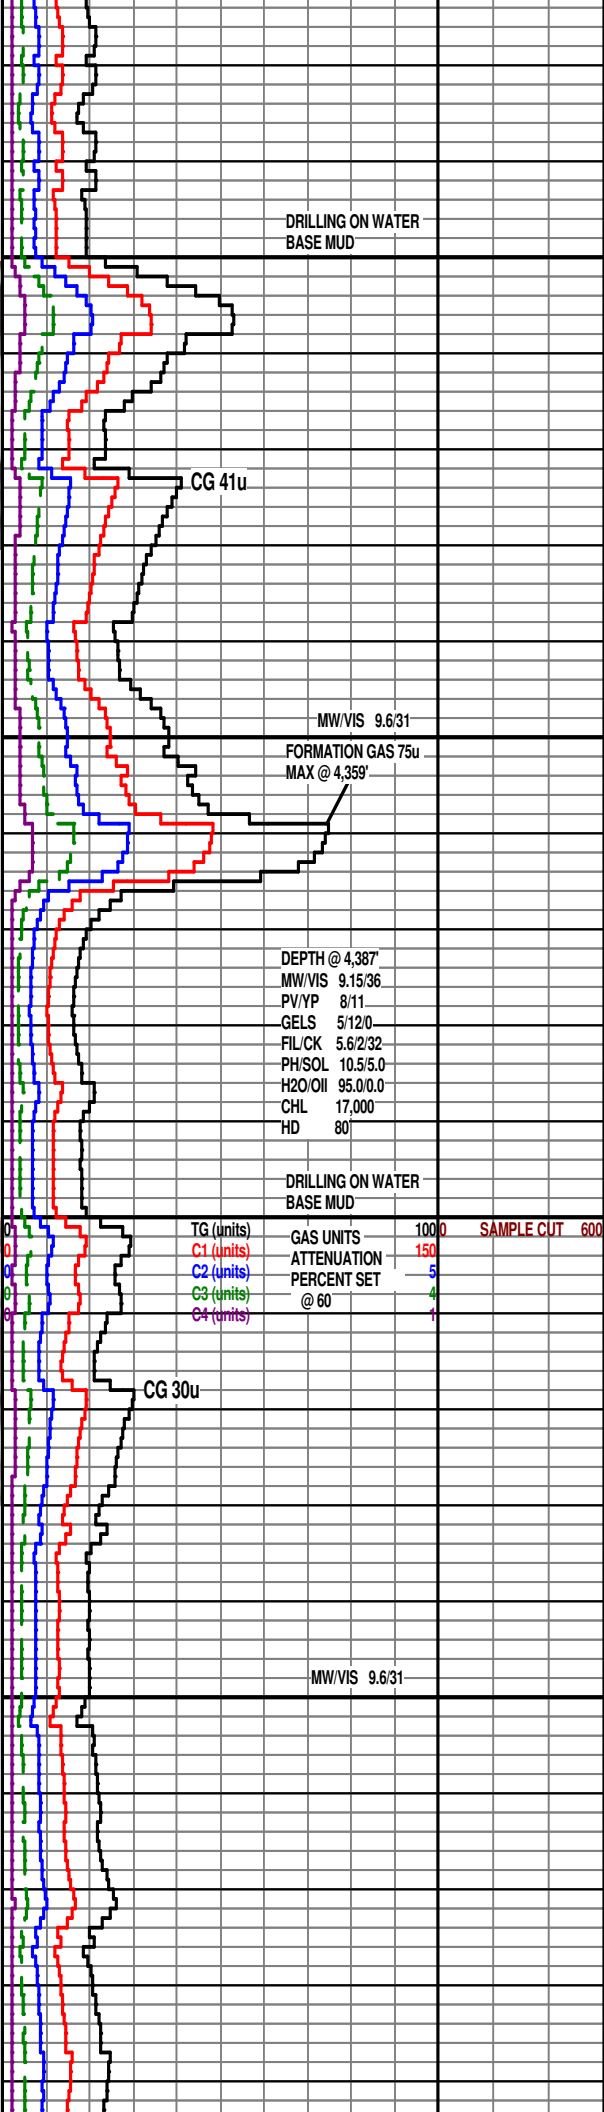 DRILLING ON WATER
BASE MUD
CG 41u
MW/VIS 9.6/31
FORMATION GAS 75u
MAX @ 4,359'
DEPTH @ 4,387'
MW/VIS 9.15/36
PV/YP 8/11
GELS 5/12/0
FIL/CK 5.6/2/32
PH/SOL 10.5/5.0
H2O/OIl 95.0/0.0
CHL 17,000
HD 80
DRILLING ON WATER
BASE MUD
0 TG (units) 100
0 C1 (units) 150
0 C2 (units) 5
0 C3 (units) 4
0 C4 (units) 1
GAS UNITS
ATTENUATION
PERCENT SET
@ 60
0 SAMPLE CUT 600
CG 30u
MW/VIS 9.6/31